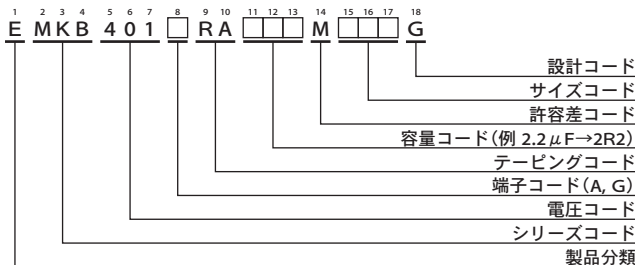 1 2 3 4 5 6 7 8 9 10 11 12 13 14 15 16 17 18
E MKB 401 □ RA □□□ M □□□ G
設計コード
サイズコード
許容差コード
容量コード(例 2.2μF→2R2)
テーピングコード
端子コード(A, G)
電圧コード
シリーズコード
製品分類